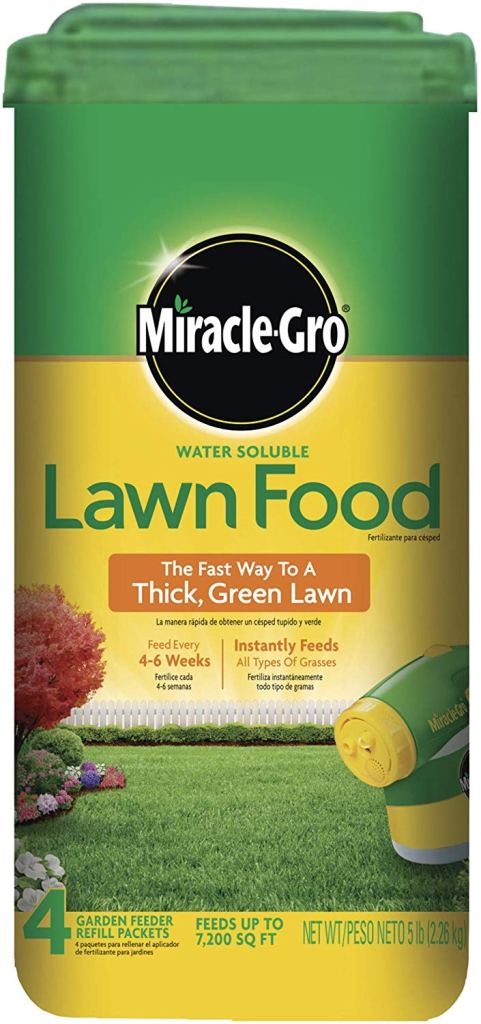 Miracle-Gro®
WATER SOLUBLE
Lawn Food
Fertilizante para césped
The Fast Way To A
Thick, Green Lawn
La manera rápida de obtener un césped tupido y verde
Feed Every
4-6 Weeks
Fertilice cada
4-6 semanas
Instantly Feeds
All Types Of Grasses
Fertiliza instantáneamente
todo tipo de gramas
Miracle-Gro
4 GARDEN FEEDER
REFILL PACKETS
4 paquetes para rellenar el aplicador
de fertilizante para jardines
FEEDS UP TO
7,200 SQ FT
NET WT/PESO NETO 5 lb (2.26 kg)